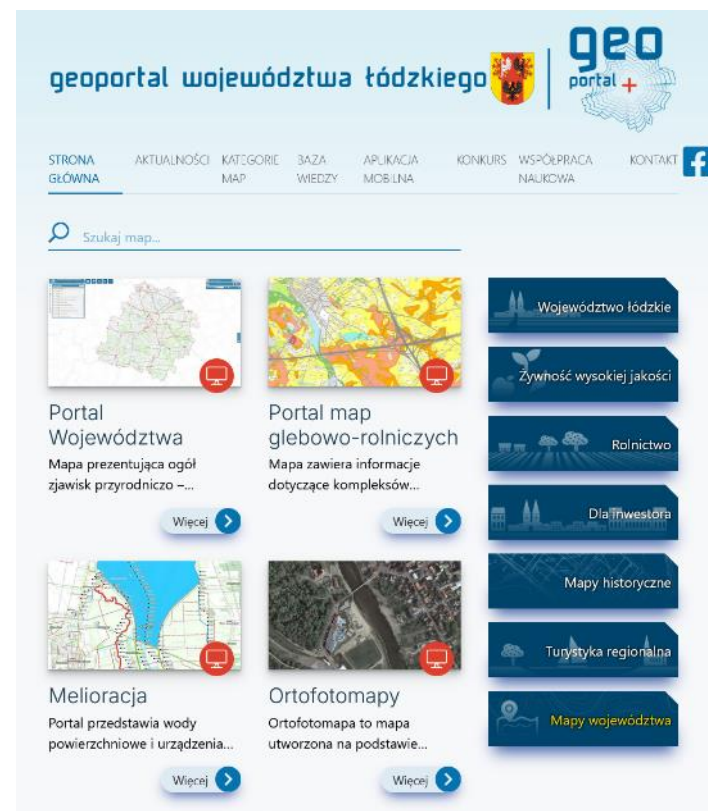 geoportal województwa łódzkiego
geo
portal +
STRONA GŁÓWNA
AKTUALNOŚCI
KATEGORIE MAP
BAZA WIEDZY
APLIKACJA MOBILNA
KONKURS
WSPÓŁPRACA NAUKOWA
KONTAKT
Szukaj map...
Portal
Województwa
Mapa prezentująca ogół
zjawisk przyrodniczo –...
Więcej
Portal map
glebowo-rolniczych
Mapa zawiera informacje
dotyczące kompleksów...
Więcej
Melioracja
Portal przedstawia wody
powierzchniowe i urządzenia...
Więcej
Ortofotomapy
Ortofotomapa to mapa
utworzona na podstawie...
Więcej
Województwo łódzkie
Żywność wysokiej jakości
Rolnictwo
Dla inwestora
Mapy historyczne
Turystyka regionalna
Mapy województwa